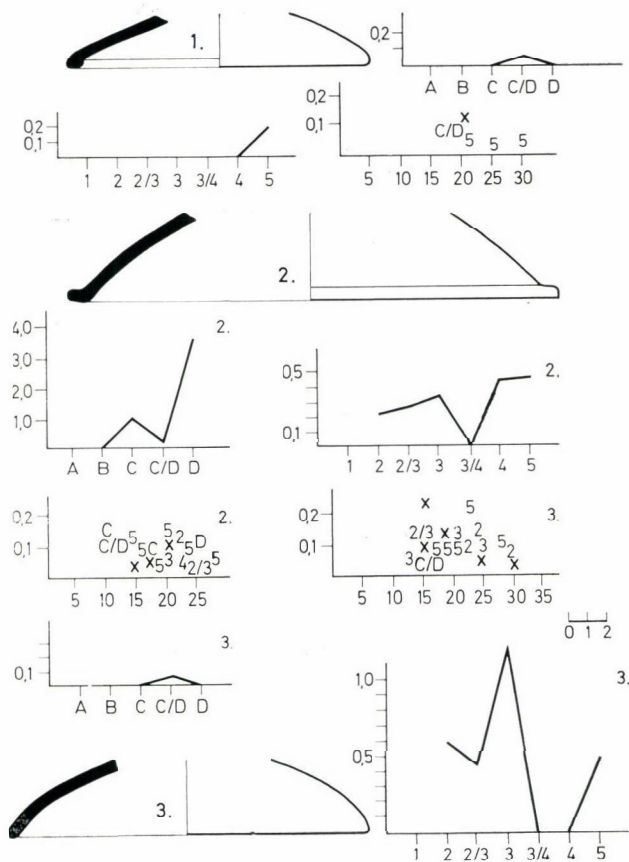 1.
0,2
A B C C/D D
0,2
0,1
1 2 2/3 3 3/4 4 5
0,2
0,1
x
C/D 5
5 5
5 10 15 20 25 30
2.
4,0
3,0
2,0
1,0
2.
A B C C/D D
0,5
0,1
2.
1 2 2/3 3 3/4 4 5
0,2
0,1
2.
C 5
C/D 5 5 C x 2 5 D
x x 5 3 4 2/3 5
5 10 15 20 25
0,2
0,1
3.
x 5
2/3 x 3 2
x 5 5 5 2 3 5 2
3 C/D x x
5 10 15 20 25 30 35
0 1 2
0,1
3.
A B C C/D D
1,0
0,5
3.
1 2 2/3 3 3/4 4 5
3.